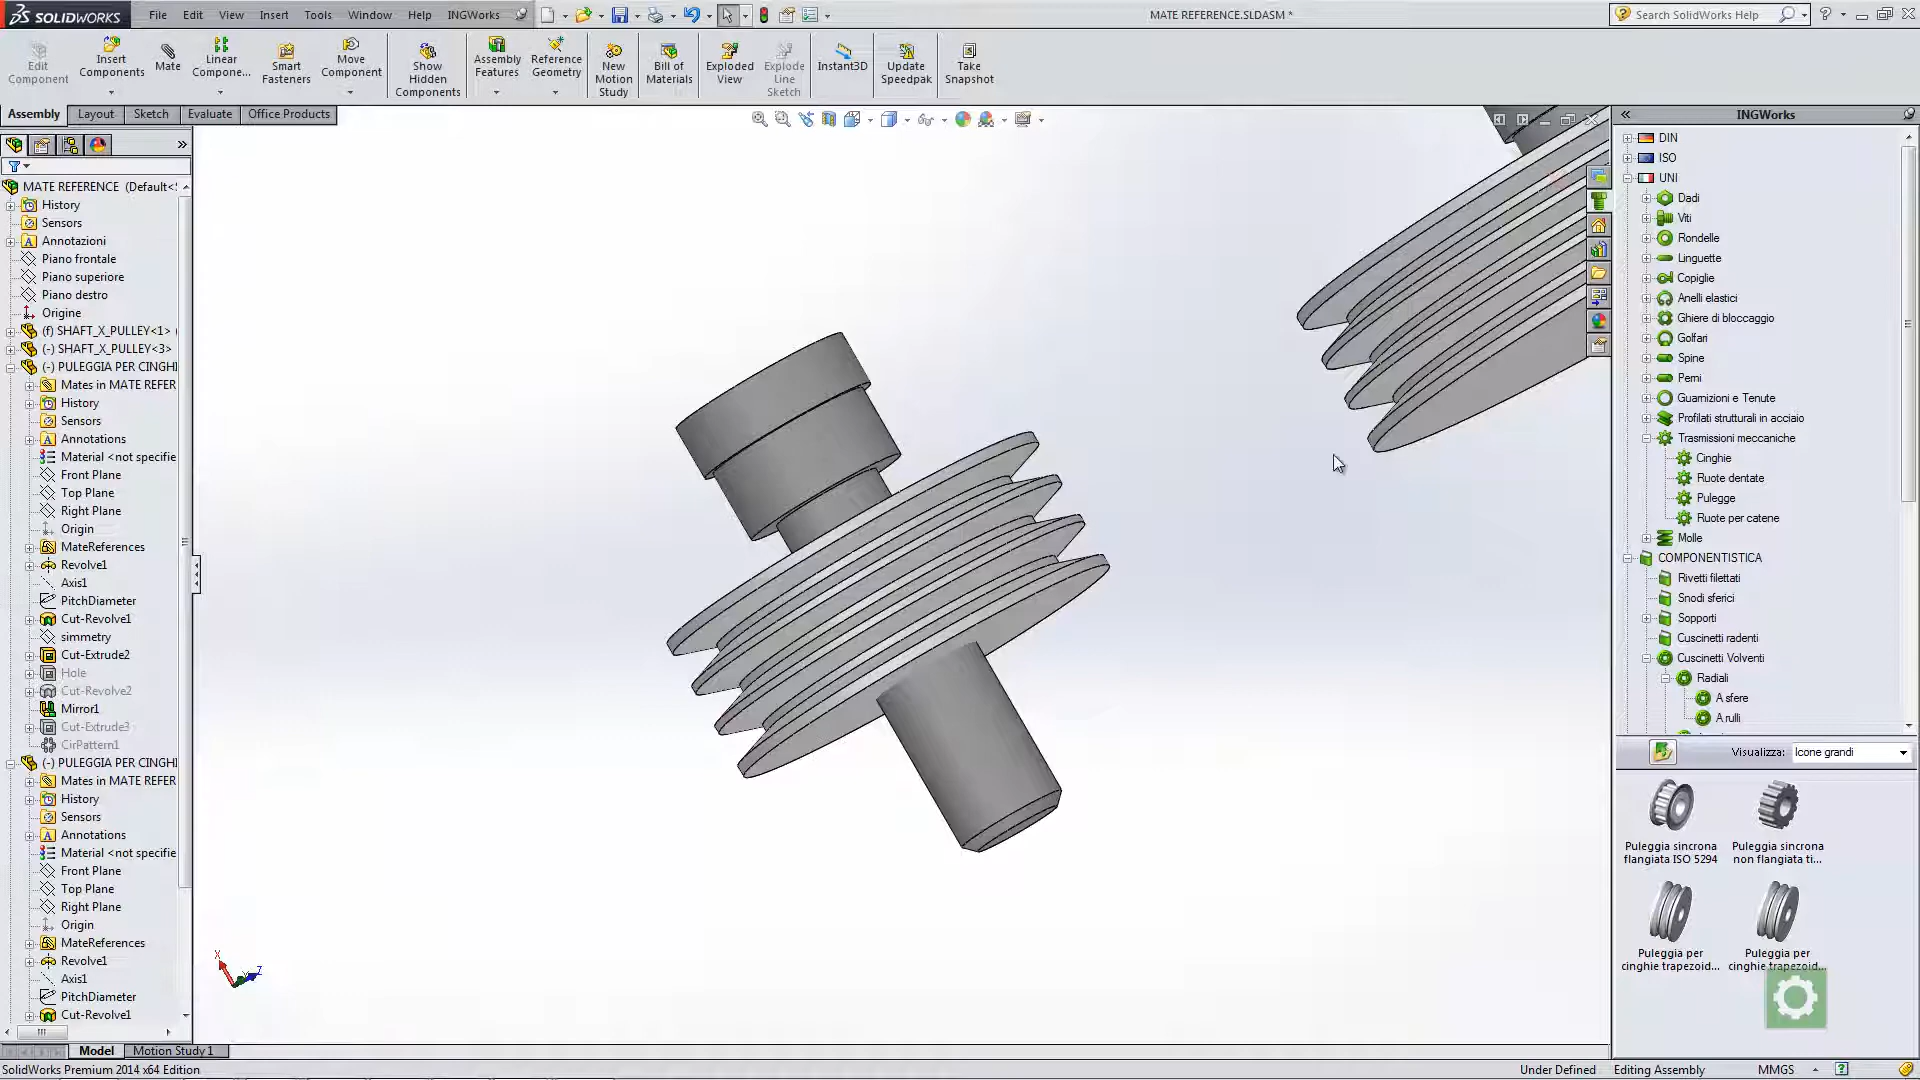 SOLIDWORKS File Edit View Insert Tools Window Help INGWorks MATE REFERENCE.SLDASM * Search SolidWorks Help
Edit Component
Insert Components
Mate
Linear Compone...
Smart Fasteners
Move Component
Show Hidden Components
Assembly Features
Reference Geometry
New Motion Study
Bill of Materials
Exploded View
Explode Line Sketch
Instant3D
Update Speedpak
Take Snapshot
Assembly Layout Sketch Evaluate Office Products
MATE REFERENCE (Default<
History
Sensors
Annotazioni
Piano frontale
Piano superiore
Piano destro
Origine
(f) SHAFT_X_PULLEY<1> (
(-) SHAFT_X_PULLEY<3>
(-) PULEGGIA PER CINGHI
Mates in MATE REFER
History
Sensors
Annotations
Material <not specifie
Front Plane
Top Plane
Right Plane
Origin
MateReferences
Revolve1
Axis1
PitchDiameter
Cut-Revolve1
simmetry
Cut-Extrude2
Hole
Cut-Revolve2
Mirror1
Cut-Extrude3
CirPattern1
(-) PULEGGIA PER CINGHI
Mates in MATE REFER
History
Sensors
Annotations
Material <not specifie
Front Plane
Top Plane
Right Plane
Origin
MateReferences
Revolve1
Axis1
PitchDiameter
Cut-Revolve1
X
Z
INGWorks
DIN
ISO
UNI
Dadi
Viti
Rondelle
Linguette
Copiglie
Anelli elastici
Ghiere di bloccaggio
Golfari
Spine
Perni
Guarnizioni e Tenute
Profilati strutturali in acciaio
Trasmissioni meccaniche
Cinghie
Ruote dentate
Pulegge
Ruote per catene
Molle
COMPONENTISTICA
Rivetti filettati
Snodi sferici
Sopporti
Cuscinetti radenti
Cuscinetti Volventi
Radiali
A sfere
A rulli
Visualizza: Icone grandi
Puleggia sincrona flangiata ISO 5294
Puleggia sincrona non flangiata ti...
Puleggia per cinghie trapezoid...
Puleggia per cinghie trapezoid...
Model Motion Study 1
SolidWorks Premium 2014 x64 Edition Under Defined Editing Assembly MMGS